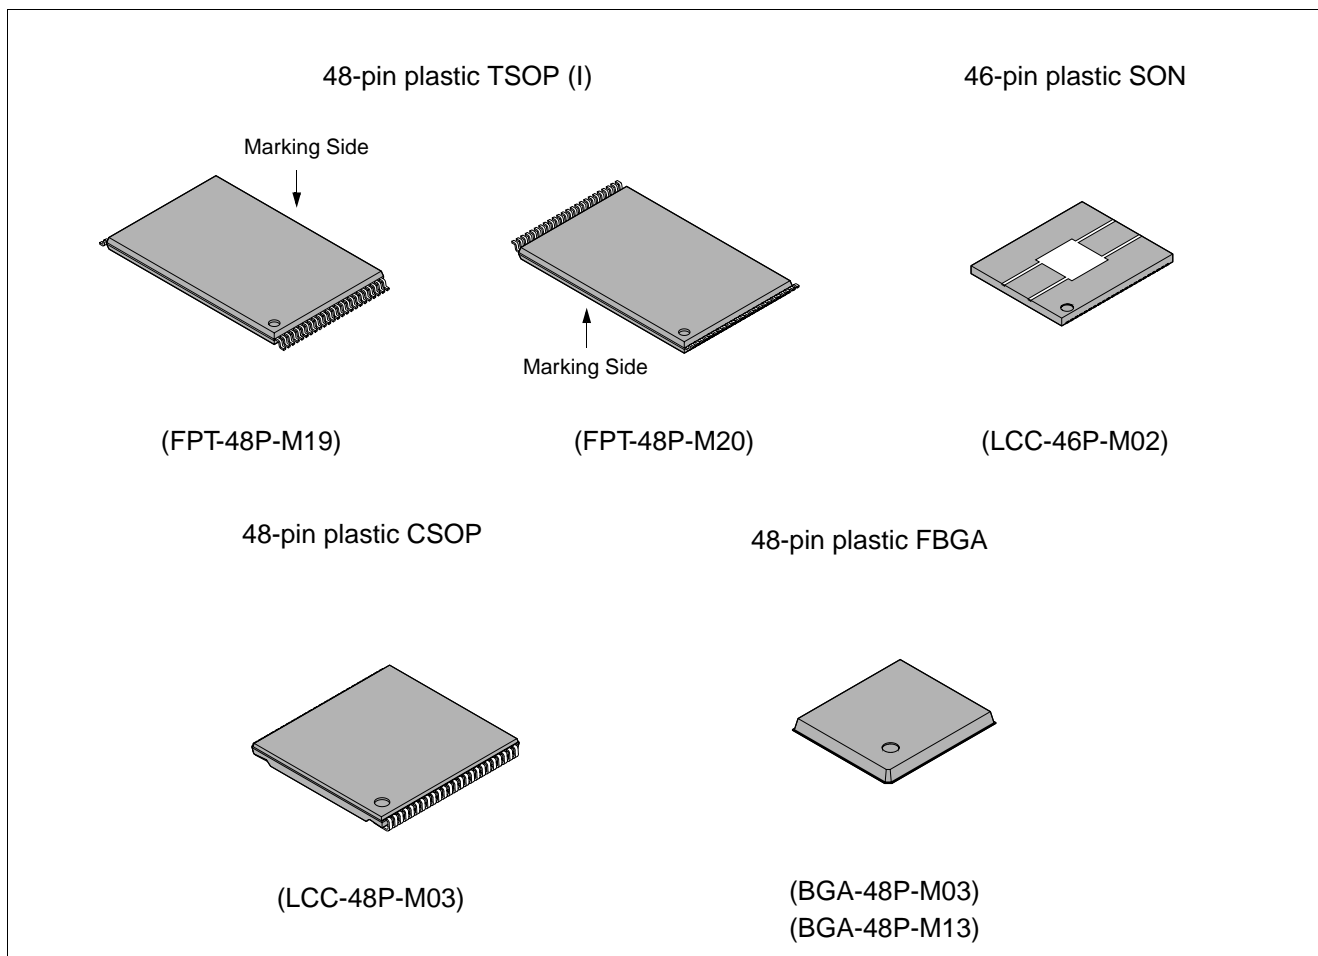 48-pin plastic TSOP (I)
46-pin plastic SON
Marking Side
Marking Side
(FPT-48P-M19)
(FPT-48P-M20)
(LCC-46P-M02)
48-pin plastic CSOP
48-pin plastic FBGA
(LCC-48P-M03)
(BGA-48P-M03)
(BGA-48P-M13)